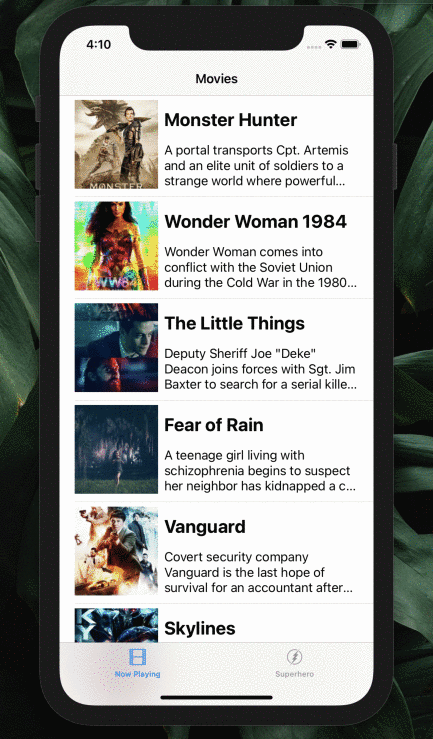 4:10
Movies
Monster Hunter
A portal transports Cpt. Artemis
and an elite unit of soldiers to a
strange world where powerful...
MONSTER
Wonder Woman 1984
Wonder Woman comes into
conflict with the Soviet Union
during the Cold War in the 1980...
WW84
The Little Things
Deputy Sheriff Joe "Deke"
Deacon joins forces with Sgt. Jim
Baxter to search for a serial kille...
Fear of Rain
A teenage girl living with
schizophrenia begins to suspect
her neighbor has kidnapped a c...
Vanguard
Covert security company
Vanguard is the last hope of
survival for an accountant after...
Skylines
Now Playing
Superhero